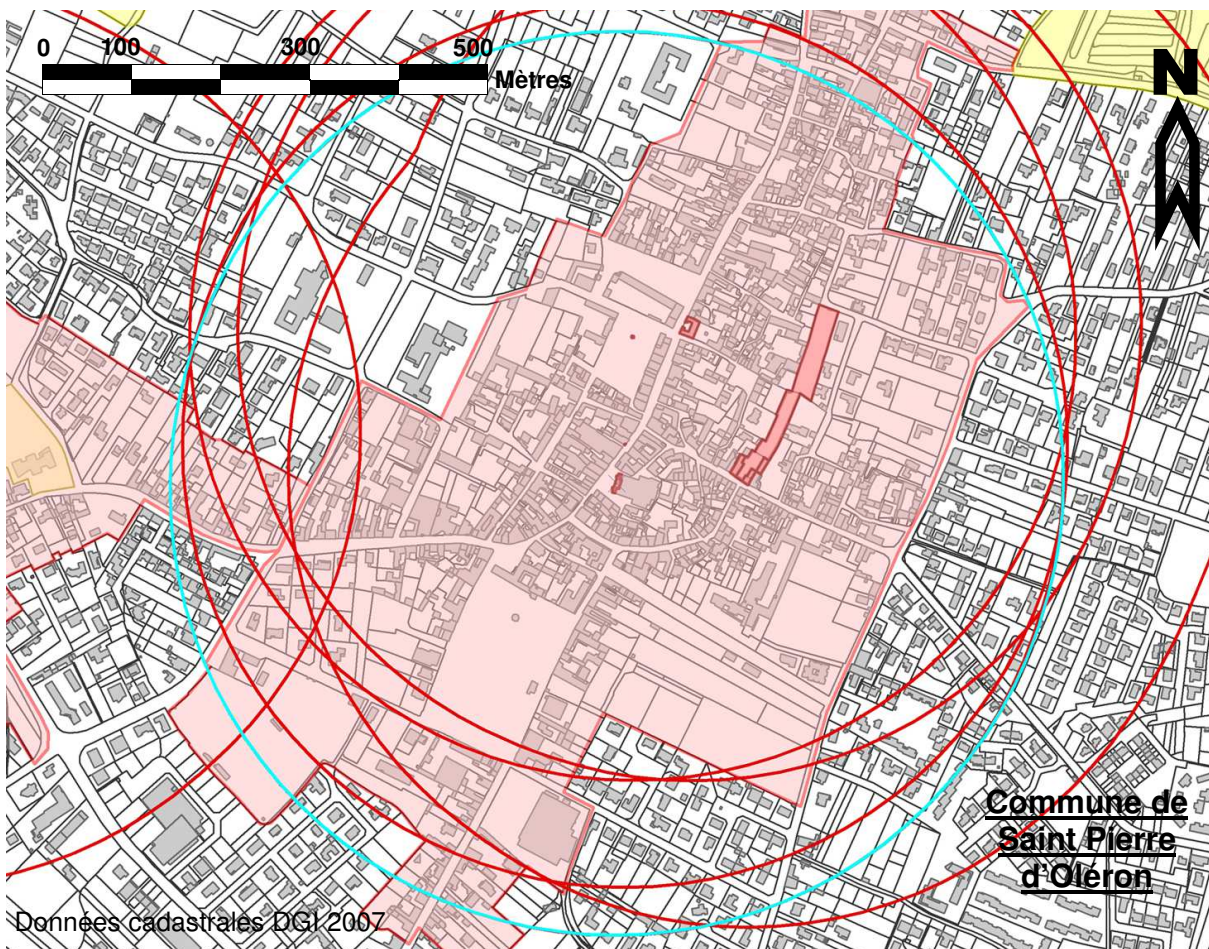 0 100 300 500
Mètres
N
Commune de
Saint Pierre
d'Oléron
Données cadastrales DGI 2007